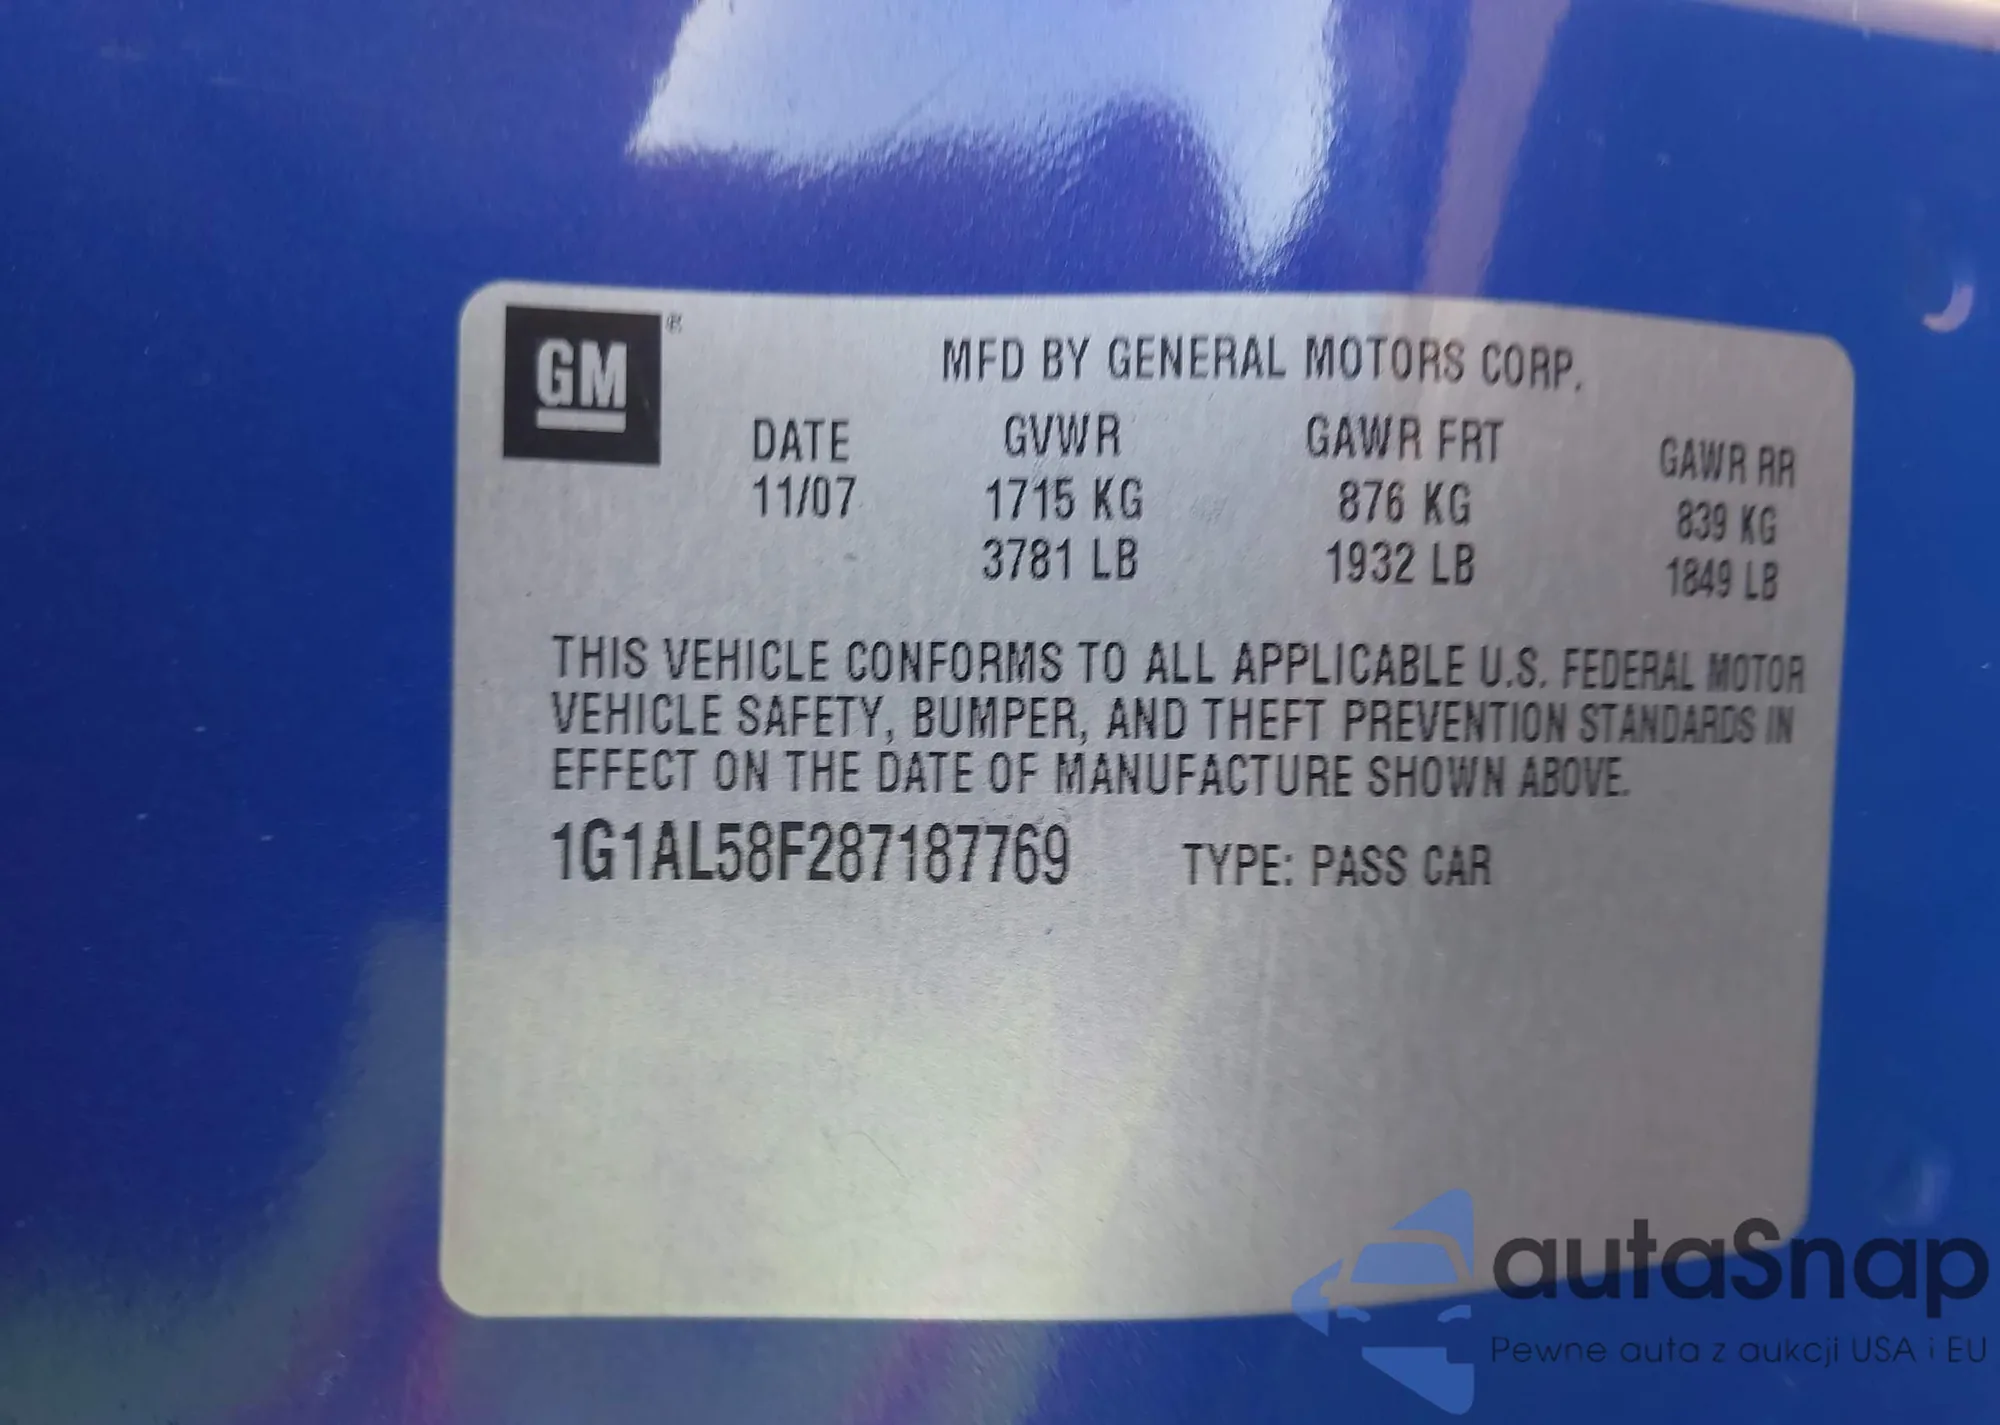 GM ®
MFD BY GENERAL MOTORS CORP.
DATE GVWR GAWR FRT GAWR RR
11/07 1715 KG 876 KG 839 KG
3781 LB 1932 LB 1849 LB
THIS VEHICLE CONFORMS TO ALL APPLICABLE U.S. FEDERAL MOTOR
VEHICLE SAFETY, BUMPER, AND THEFT PREVENTION STANDARDS IN
EFFECT ON THE DATE OF MANUFACTURE SHOWN ABOVE.
1G1AL58F287187769 TYPE: PASS CAR
autaSnap
Pewne auta z aukcji USA i EU